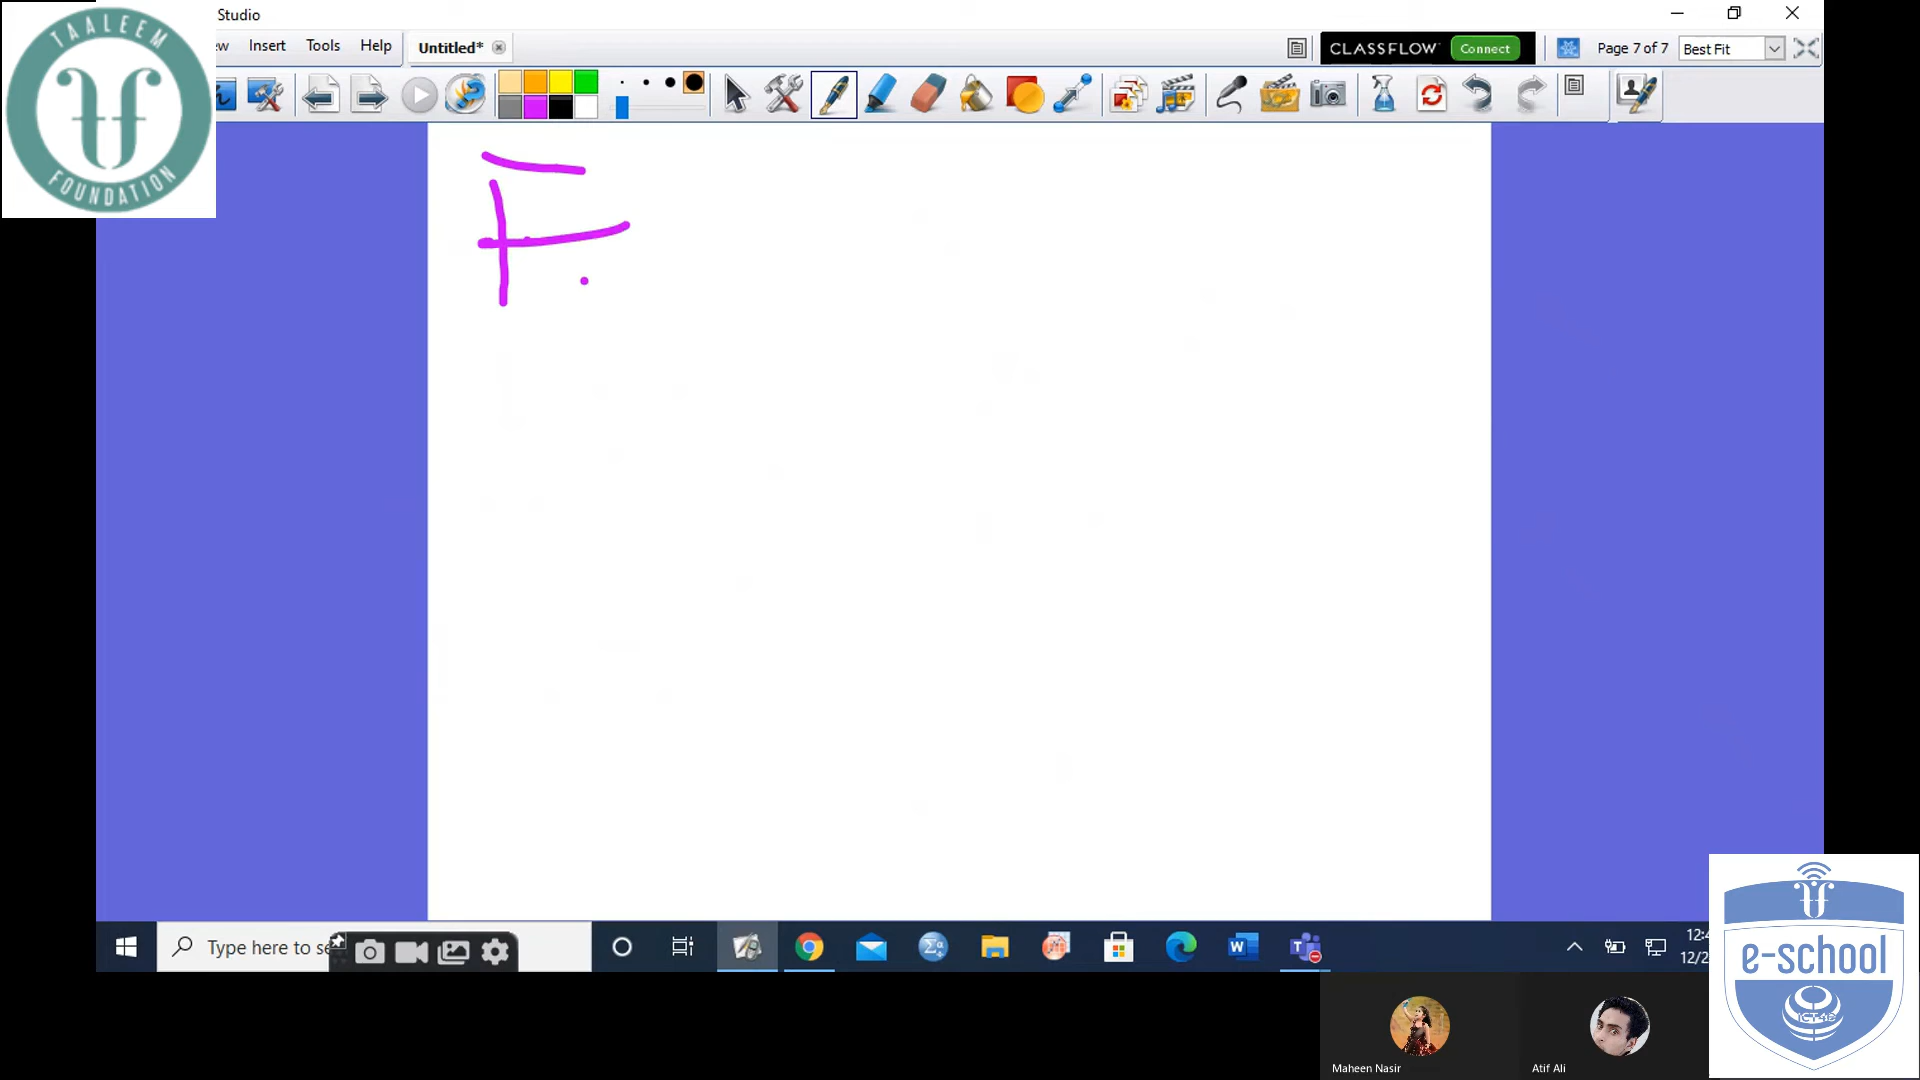 TAALEEM
FOUNDATION
Studio
Insert Tools Help
Untitled*
CLASSFLOW Connect
Page 7 of 7
Best Fit
F.
Type here to
Maheen Nasir
Atif Ali
e-school